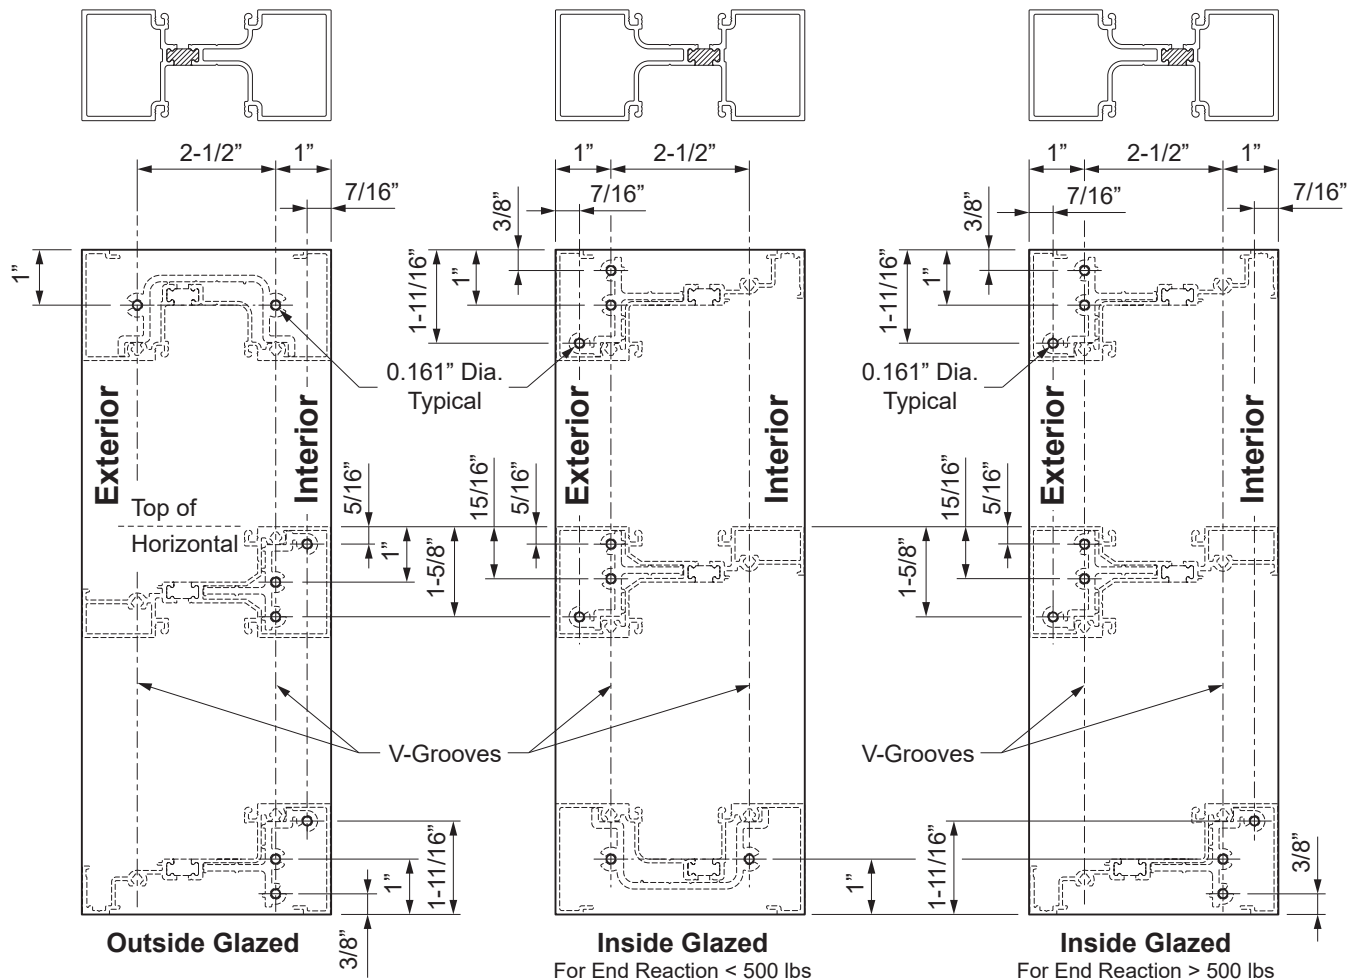 2-1/2” 1” 1” 2-1/2” 1” 2-1/2” 1”
7/16” 3/8” 7/16” 3/8” 7/16” 7/16”
1” 1-11/16” 1” 1-11/16” 1”
0.161” Dia.
Typical
0.161” Dia.
Typical
Exterior Interior Exterior Interior Exterior Interior
Top of
Horizontal
5/16” 15/16” 5/16” 15/16” 5/16”
1” 1-5/8” 1-5/8”
V-Grooves V-Grooves
1-11/16” 1” 3/8” 1” 1-11/16” 3/8”
Outside Glazed
Inside Glazed
For End Reaction < 500 lbs
Inside Glazed
For End Reaction > 500 lbs